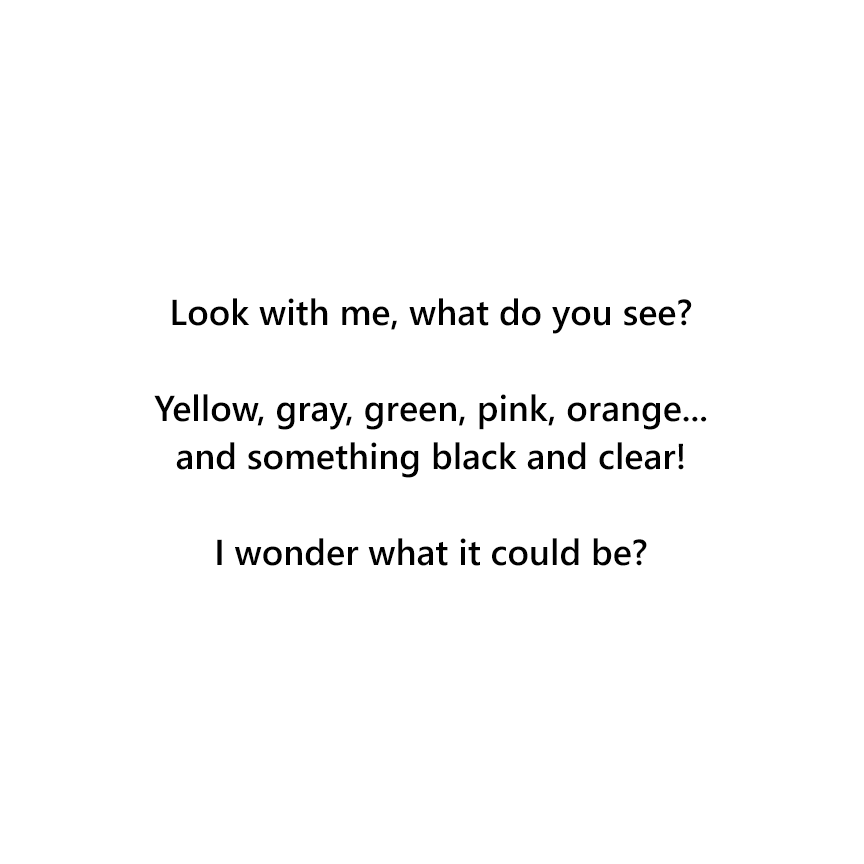 Look with me, what do you see?
Yellow, gray, green, pink, orange...
and something black and clear!
I wonder what it could be?